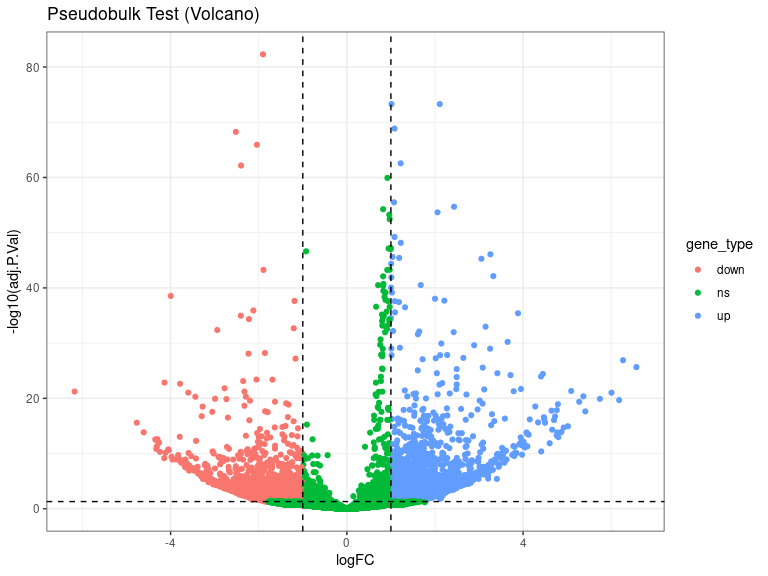 Pseudobulk Test (Volcano)
80
60
40
20
0
-log10(adj.P.Val)
-4
0
4
logFC
gene_type
down
ns
up